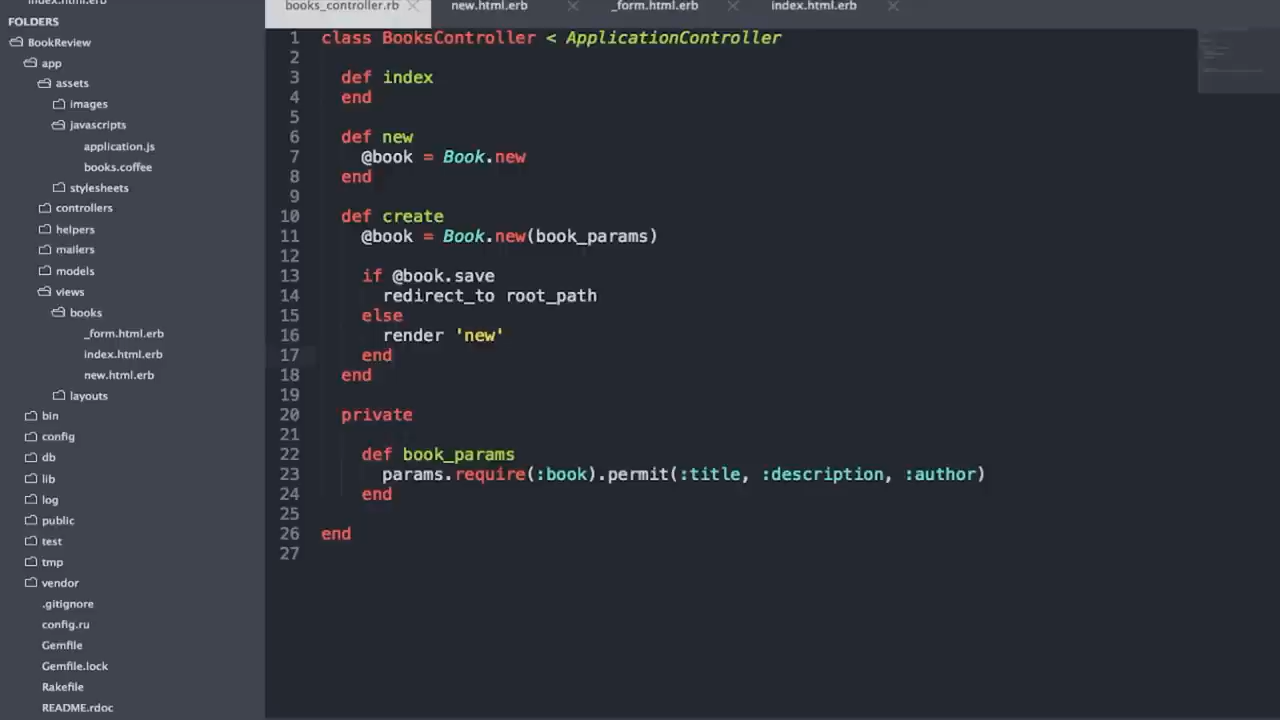 index.html.erb
FOLDERS
BookReview
app
assets
images
javascripts
application.js
books.coffee
stylesheets
controllers
helpers
mailers
models
views
books
_form.html.erb
index.html.erb
new.html.erb
layouts
bin
config
db
lib
log
public
test
tmp
vendor
.gitignore
config.ru
Gemfile
Gemfile.lock
Rakefile
README.rdoc
books_controller.rb new.html.erb _form.html.erb index.html.erb
1 class BooksController < ApplicationController
2
3 def index
4 end
5
6 def new
7 @book = Book.new
8 end
9
10 def create
11 @book = Book.new(book_params)
12
13 if @book.save
14 redirect_to root_path
15 else
16 render 'new'
17 end
18 end
19
20 private
21
22 def book_params
23 params.require(:book).permit(:title, :description, :author)
24 end
25
26 end
27